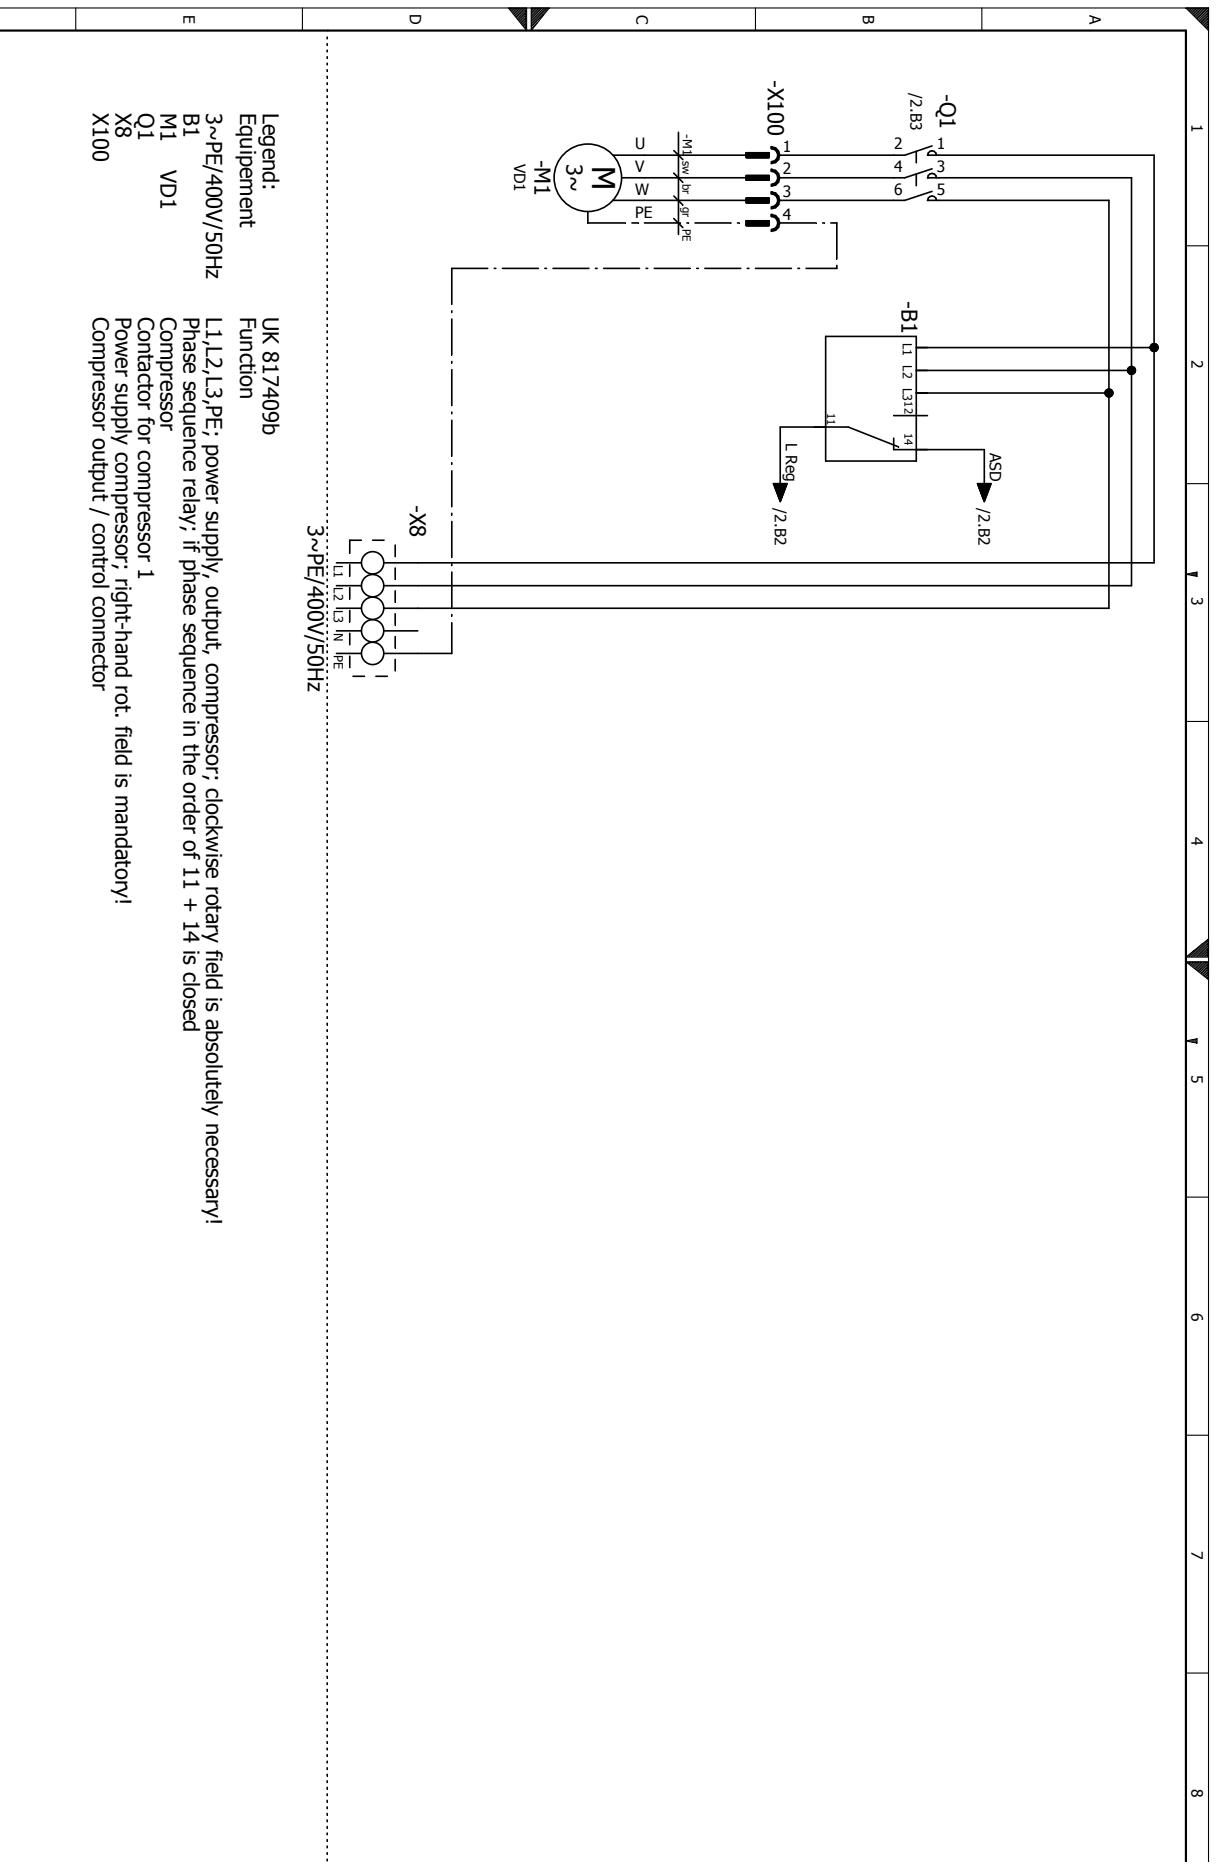 1 2 3 4 5 6 7 8
A
B
C
D
E
-Q1
/2.B3
1 3 5
2 4 6
-X100
1 2 3 4
-M1 sw br gr PE
U V W PE
M
3~
-M1
VD1
-B1
L1 L2 L3 12 14
11
ASD
/2.B2
L Reg
/2.B2
-X8
L1 L2 L3 N PE
3~PE/400V/50Hz
Legend: UK 817409b
Equipement Function
3~PE/400V/50Hz L1,L2,L3,PE; power supply, output, compressor; clockwise rotary field is absolutely necessary!
B1 Phase sequence relay; if phase sequence in the order of 11 + 14 is closed
M1 VD1 Compressor
Q1 Contactor for compressor 1
X8 Power supply compressor; right-hand rot. field is mandatory!
X100 Compressor output / control connector